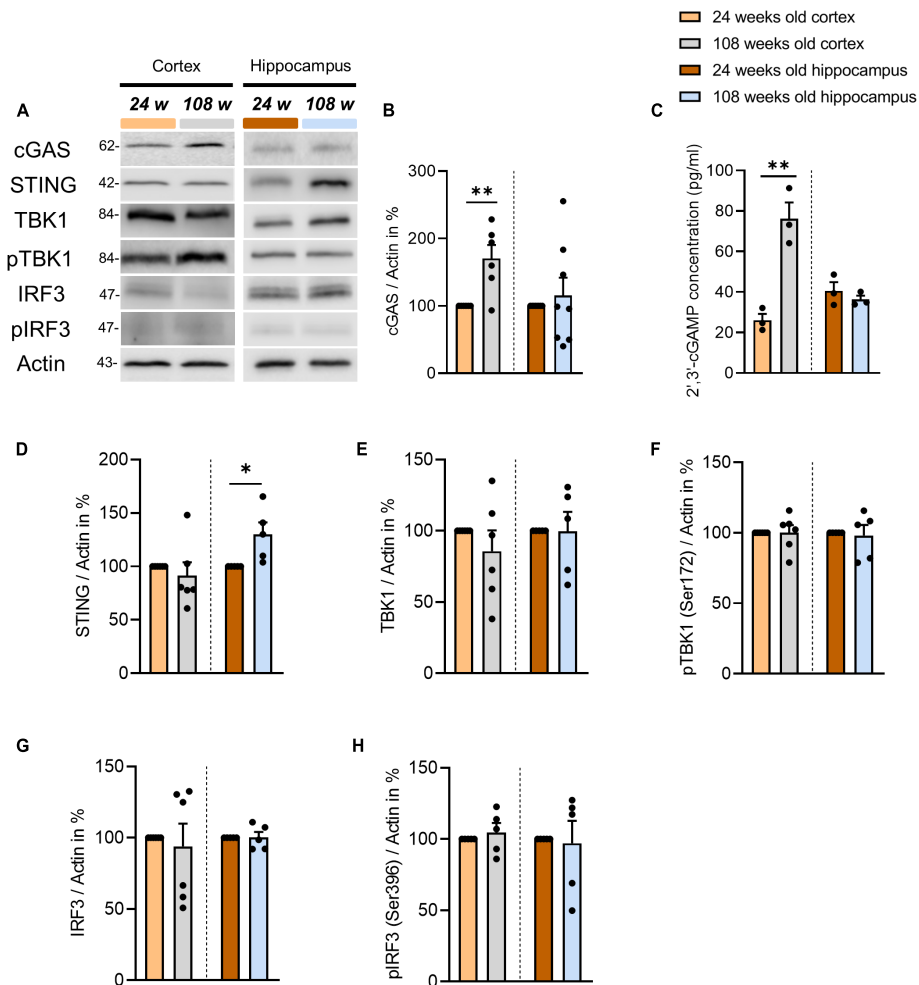 24 weeks old cortex
108 weeks old cortex
24 weeks old hippocampus
108 weeks old hippocampus
Cortex Hippocampus
A 24 w 108 w 24 w 108 w
cGAS 62-
STING 42-
TBK1 84-
pTBK1 84-
IRF3 47-
pIRF3 47-
Actin 43-
B
cGAS / Actin in %
300
200
100
0
**
C
2',3'-cGAMP concentration (pg/ml)
100
80
60
40
20
0
**
D
STING / Actin in %
200
150
100
50
0
*
E
TBK1 / Actin in %
150
100
50
0
F
pTBK1 (Ser172) / Actin in %
150
100
50
0
G
IRF3 / Actin in %
150
100
50
0
H
pIRF3 (Ser396) / Actin in %
150
100
50
0